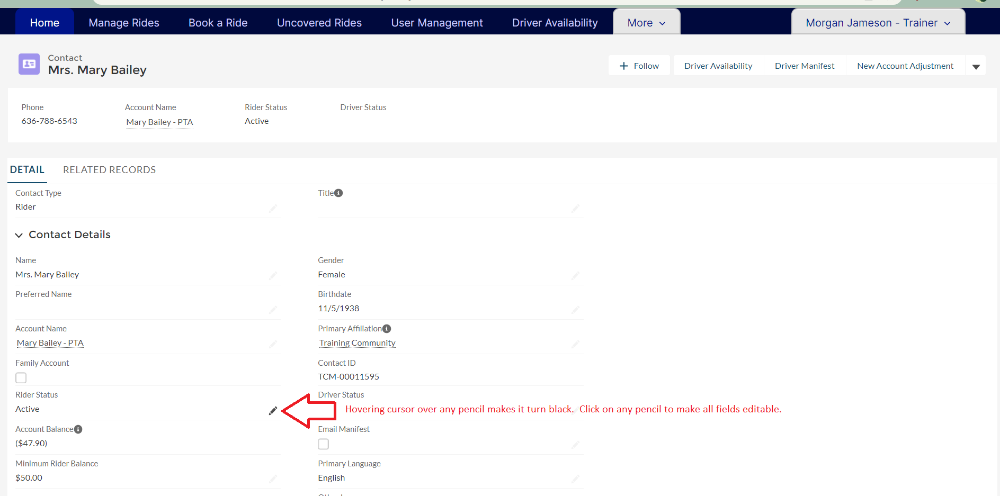 Home Manage Rides Book a Ride Uncovered Rides User Management Driver Availability More Morgan Jameson - Trainer
Contact
Mrs. Mary Bailey
Follow Driver Availability Driver Manifest New Account Adjustment
Phone Account Name Rider Status Driver Status
636-788-6543 Mary Bailey - PTA Active
DETAIL RELATED RECORDS
Contact Type Title
Rider
Contact Details
Name Gender
Mrs. Mary Bailey Female
Preferred Name Birthdate
11/5/1938
Account Name Primary Affiliation
Mary Bailey - PTA Training Community
Family Account Contact ID
TCM-00011595
Rider Status Driver Status
Active Hovering cursor over any pencil makes it turn black. Click on any pencil to make all fields editable.
Account Balance Email Manifest
($47.90)
Minimum Rider Balance Primary Language
$50.00 English